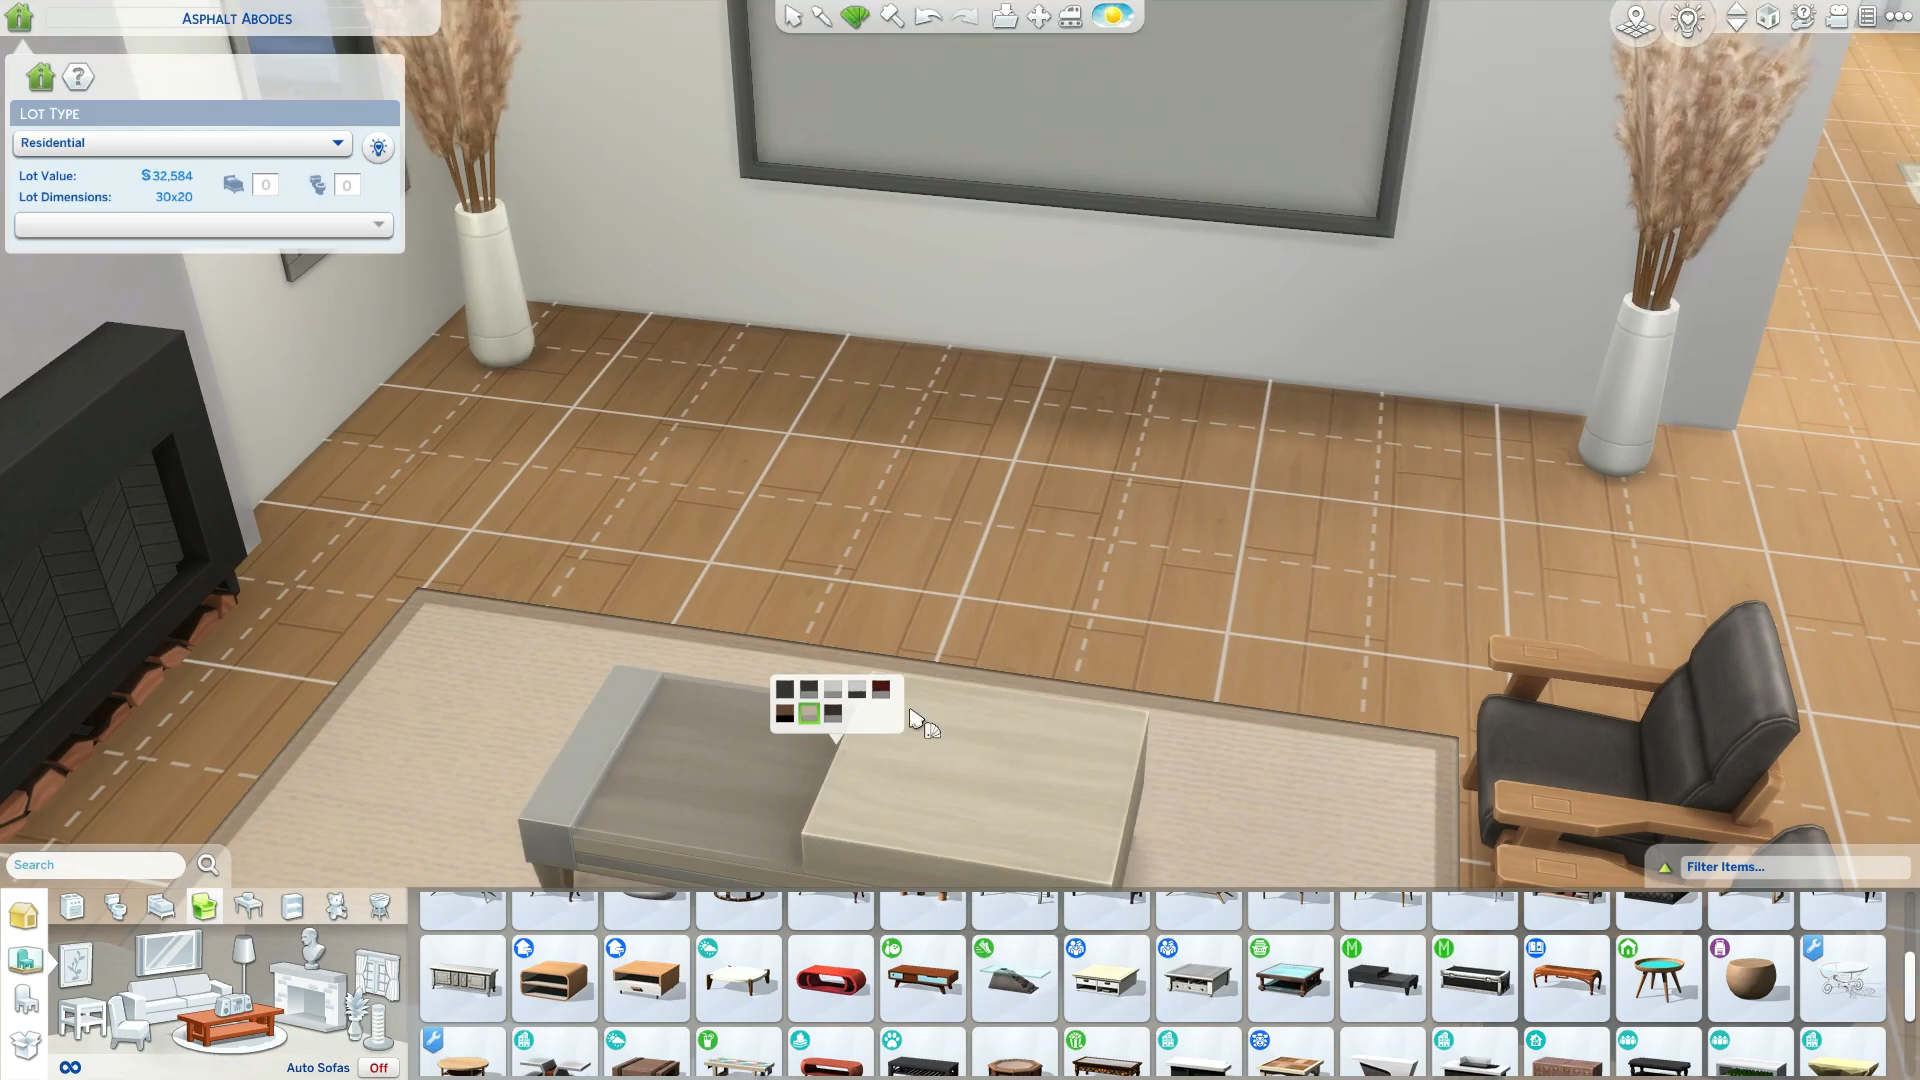 ASPHALT ABODES
LOT TYPE
Residential
Lot Value: §32,584
0 0
Lot Dimensions: 30x20
Search
Filter Items...
Auto Sofas Off